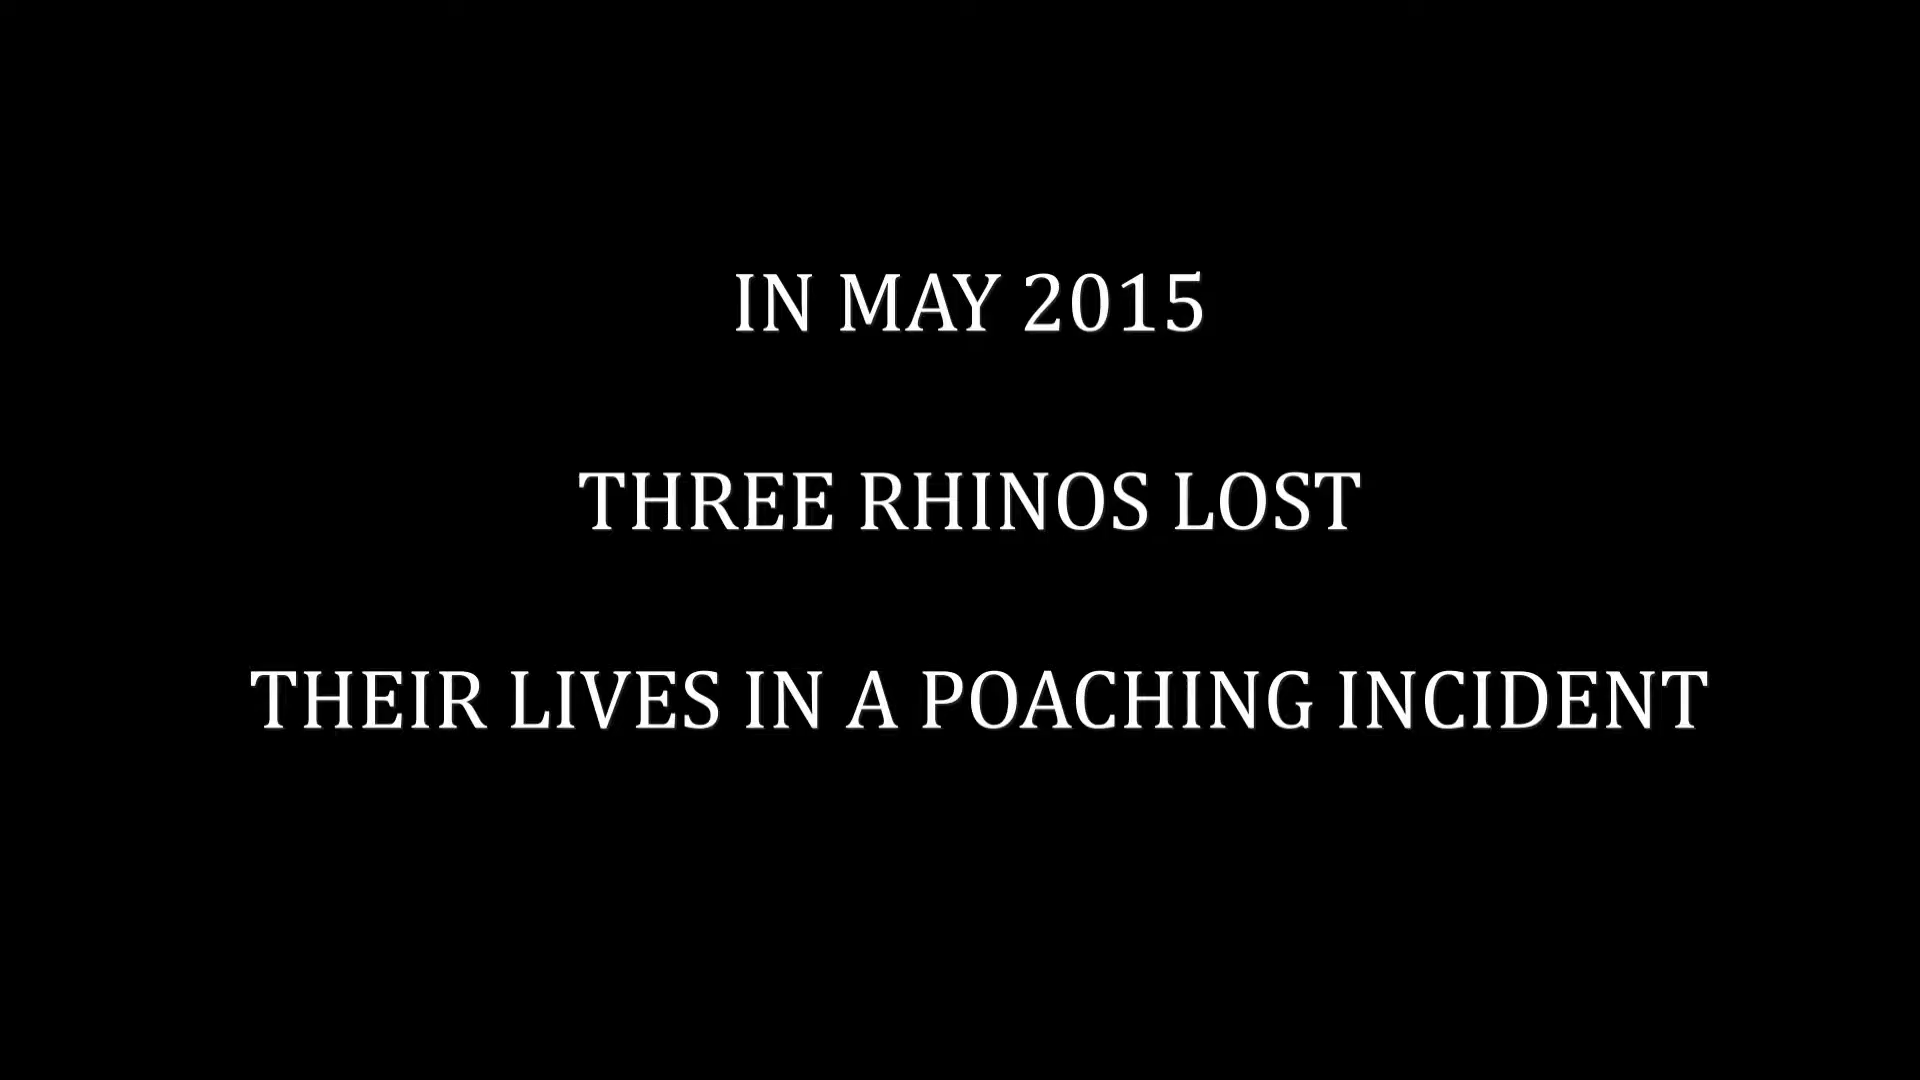 IN MAY 2015
THREE RHINOS LOST
THEIR LIVES IN A POACHING INCIDENT